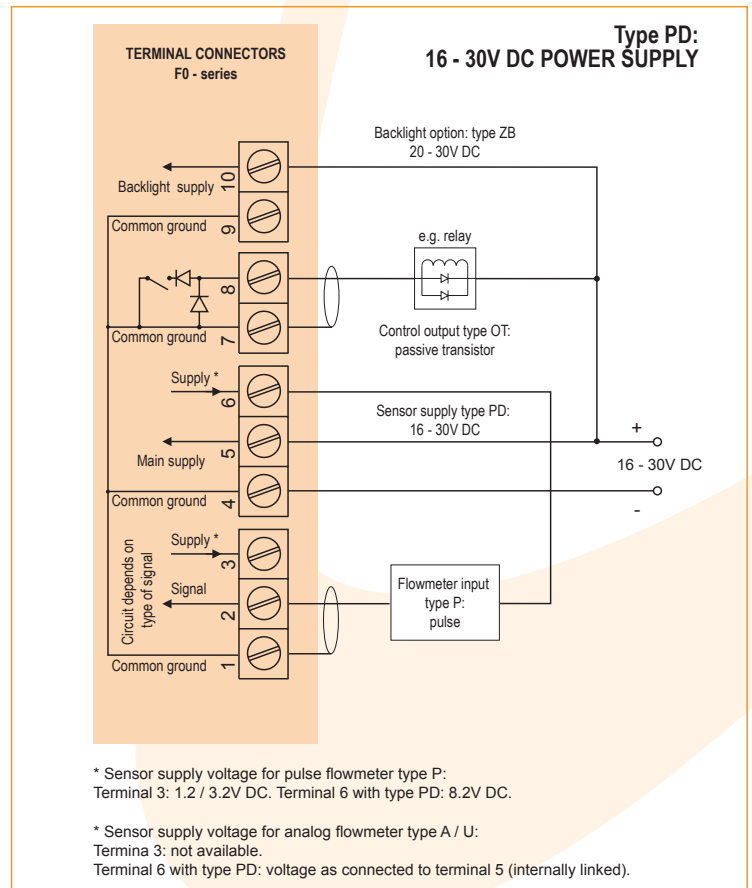 Type PD:
16 - 30V DC POWER SUPPLY
TERMINAL CONNECTORS
F0 - series
Backlight option: type ZB
20 - 30V DC
10
Backlight supply
9
Common ground
e.g. relay
8
7
Common ground
Control output type OT:
passive transistor
Supply *
6
Sensor supply type PD:
16 - 30V DC
5
Main supply
+
16 - 30V DC
-
4
Common ground
Supply *
3
Circuit depends on
type of signal
Signal
2
Flowmeter input
type P:
pulse
1
Common ground
* Sensor supply voltage for pulse flowmeter type P:
Terminal 3: 1.2 / 3.2V DC. Terminal 6 with type PD: 8.2V DC.
* Sensor supply voltage for analog flowmeter type A / U:
Termina 3: not available.
Terminal 6 with type PD: voltage as connected to terminal 5 (internally linked).